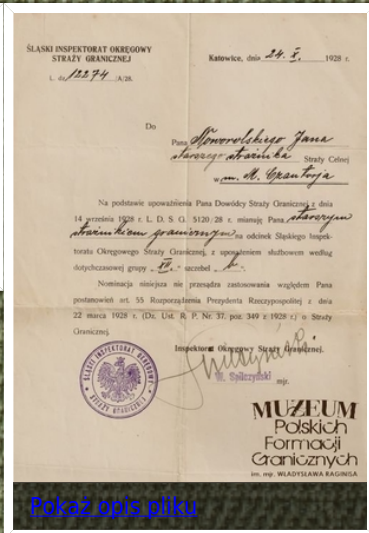 ŚLĄSKI INSPEKTORAT OKRĘGOWY
STRAŻY GRANICZNEJ
L. dz. 12274 /A/28.
Katowice, dnia 24. X. 1928 r.
Do
Pana Noworolskiego Jana
starszego strażnika Straży Celnej
w m. M. Czantorja
Na podstawie upoważnienia Pana Dowódcy Straży Granicznej z dnia
14 września 1928 r. L. D. S. G. 5120/28 r. mianuję Pana starszym
strażnikiem granicznym na odcinek Śląskiego Inspek-
toratu Okręgowego Straży Granicznej, z uposażeniem służbowem według
dotychczasowej grupy XII. szczebel b.
Nominacja niniejsza nie przesądza zastosowania względem Pana
postanowień art. 55 Rozporządzenia Prezydenta Rzeczypospolitej z dnia
22 marca 1928 r. (Dz. Ust. R. P. Nr. 37. poz. 349 r. 1928 r.) o Straży
Granicznej.
Inspektor Okręgowy Straży Granicznej.
mjr.
ŚLĄSKI INSPEKTORAT OKRĘGOWY
STRAŻY GRANICZNEJ
MUZEUM
Polskich
Formacji
Granicznych
im. mjr. WŁADYSŁAWA RAGINISA
Pokaż opis pliku